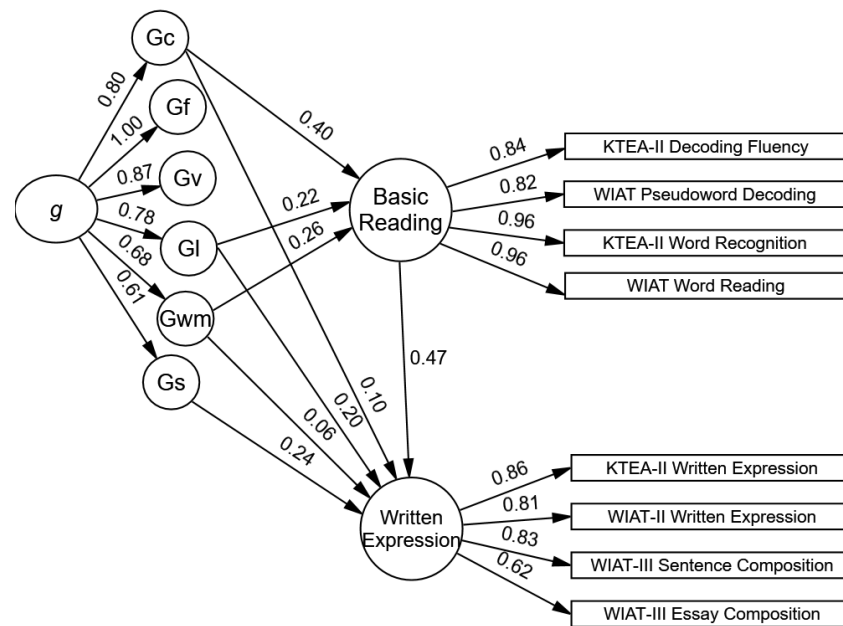 Gc
0.80
Gf
1.00
0.40
KTEA-II Decoding Fluency
0.84
Gv
0.87
WIAT Pseudoword Decoding
0.82
g
Basic
Reading
0.78
0.22
Gl
KTEA-II Word Recognition
0.96
0.68
0.26
WIAT Word Reading
0.96
0.61
Gwm
0.47
Gs
0.10
0.20
0.06
0.24
KTEA-II Written Expression
0.86
WIAT-II Written Expression
0.81
Written
Expression
0.83
WIAT-III Sentence Composition
0.62
WIAT-III Essay Composition